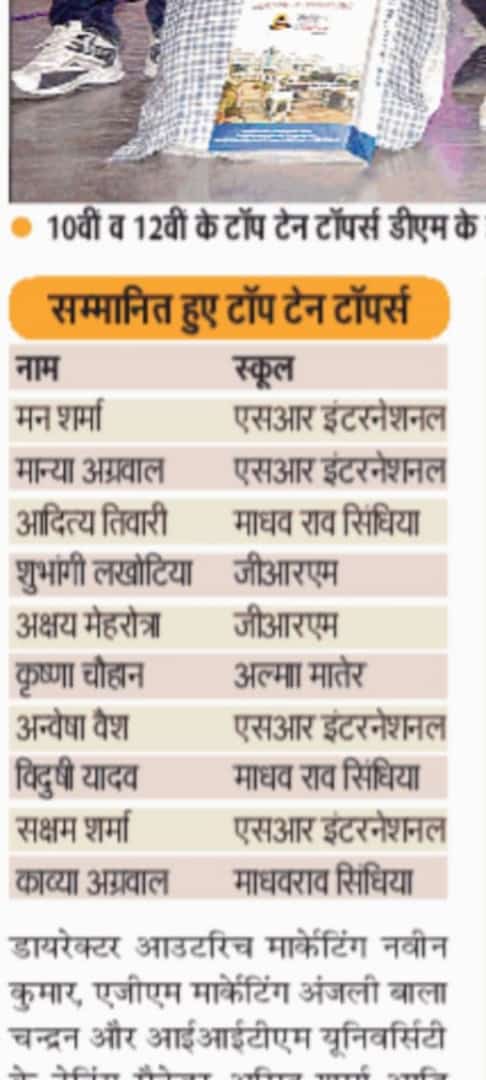 10वीं व 12वीं के टॉप टेन टॉपर्स डीएम के
सम्मानित हुए टॉप टेन टॉपर्स
नाम स्कूल
मन शर्मा एसआर इंटरनेशनल
मान्या अग्रवाल एसआर इंटरनेशनल
आदित्य तिवारी माधव राव सिंधिया
शुभांगी लखोटिया जीआरएम
अक्षय मेहरोत्रा जीआरएम
कृष्णा चौहान अल्माा मातेर
अन्वेषा वैश एसआर इंटरनेशनल
विदुषी यादव माधव राव सिंधिया
सक्षम शर्मा एसआर इंटरनेशनल
काव्या अग्रवाल माधवराव सिंधिया
डायरेक्टर आउटरिच मार्केटिंग नवीन
कुमार, एजीएम मार्केटिंग अंजली बाला
चन्द्रन और आईआईटीएम यूनिवर्सिटी